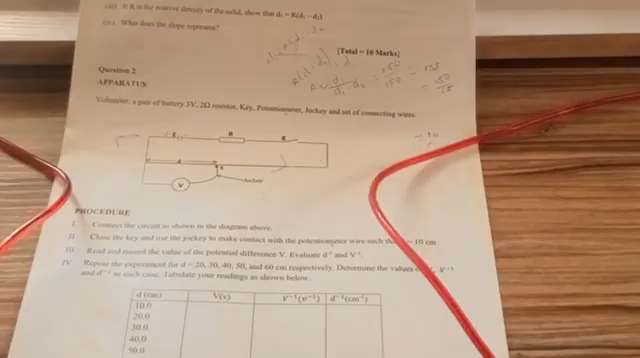 (iii) If R is the relative density of the solid, show that d₁ = R(d₁ - d₂)
(iv) What does the slope represent?
[Total = 10 Marks]
Question 2
APPARATUS:
Voltmeter, a pair of battery 3V, 2Ω resistor, Key, Potentiometer, Jockey and set of connecting wires
E
R
K
d
V
Jockey
PROCEDURE
I. Connect the circuit as shown in the diagram above.
II. Close the key and use the jockey to make contact with the potentiometer wire such = 10 cm
III. Read and record the value of the potential difference V. Evaluate d⁻¹ and V⁻¹.
IV. Repeat the experiment for d = 20, 30, 40, 50, and 60 cm respectively. Determine the values V⁻¹
and d⁻¹ in each case. Tabulate your readings as shown below.
d (cm) V(v) V⁻¹(v⁻¹) d⁻¹(cm⁻¹)
10.0
20.0
30.0
40.0
50.0